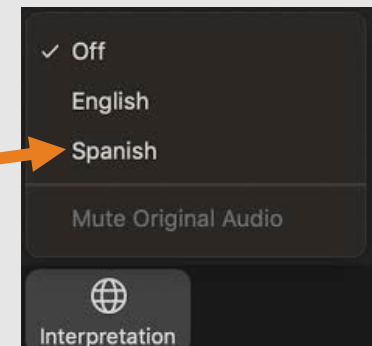 Off
English
Spanish
Mute Original Audio
Interpretation